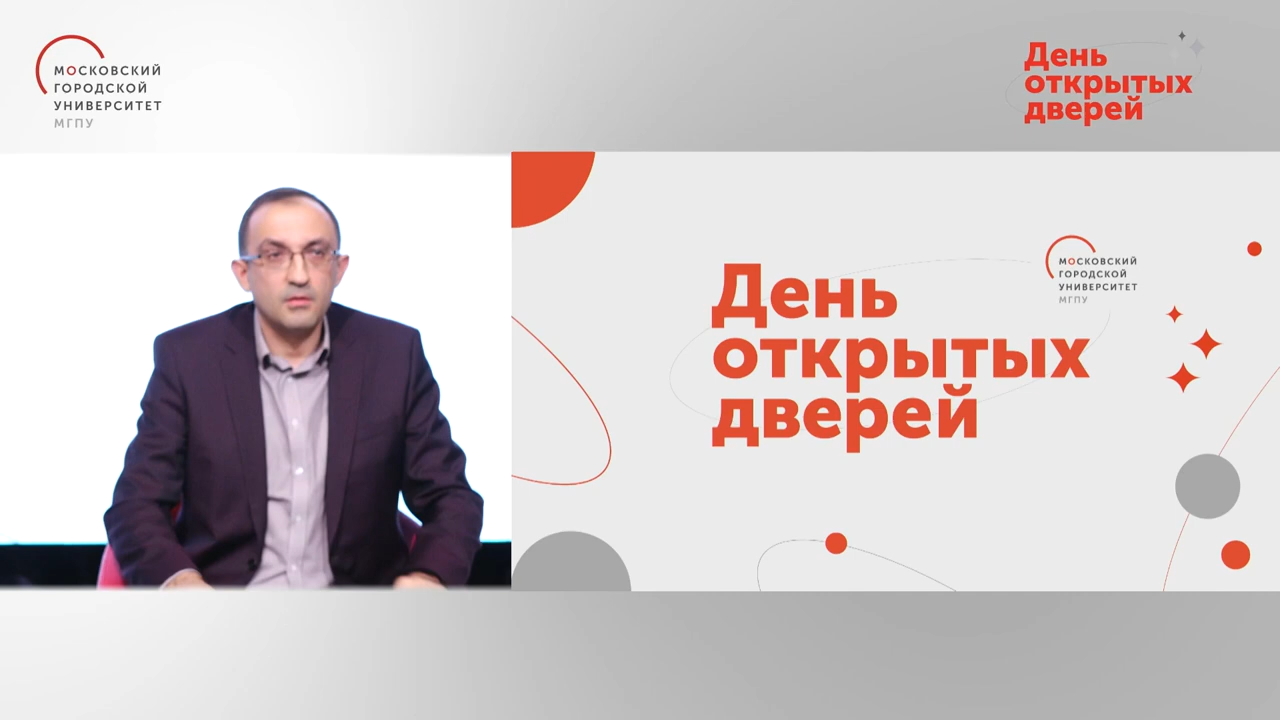 МОСКОВСКИЙ
ГОРОДСКОЙ
УНИВЕРСИТЕТ
МГПУ
День
открытых
дверей
День
открытых
дверей
МОСКОВСКИЙ
ГОРОДСКОЙ
УНИВЕРСИТЕТ
МГПУ